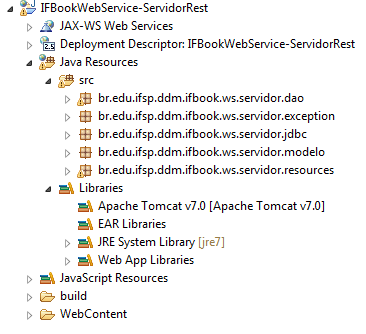 IFBookWebService-ServidorRest
JAX-WS Web Services
Deployment Descriptor: IFBookWebService-ServidorRest
Java Resources
src
br.edu.ifsp.ddm.ifbook.ws.servidor.dao
br.edu.ifsp.ddm.ifbook.ws.servidor.exception
br.edu.ifsp.ddm.ifbook.ws.servidor.jdbc
br.edu.ifsp.ddm.ifbook.ws.servidor.modelo
br.edu.ifsp.ddm.ifbook.ws.servidor.resources
Libraries
Apache Tomcat v7.0 [Apache Tomcat v7.0]
EAR Libraries
JRE System Library [jre7]
Web App Libraries
JavaScript Resources
build
WebContent